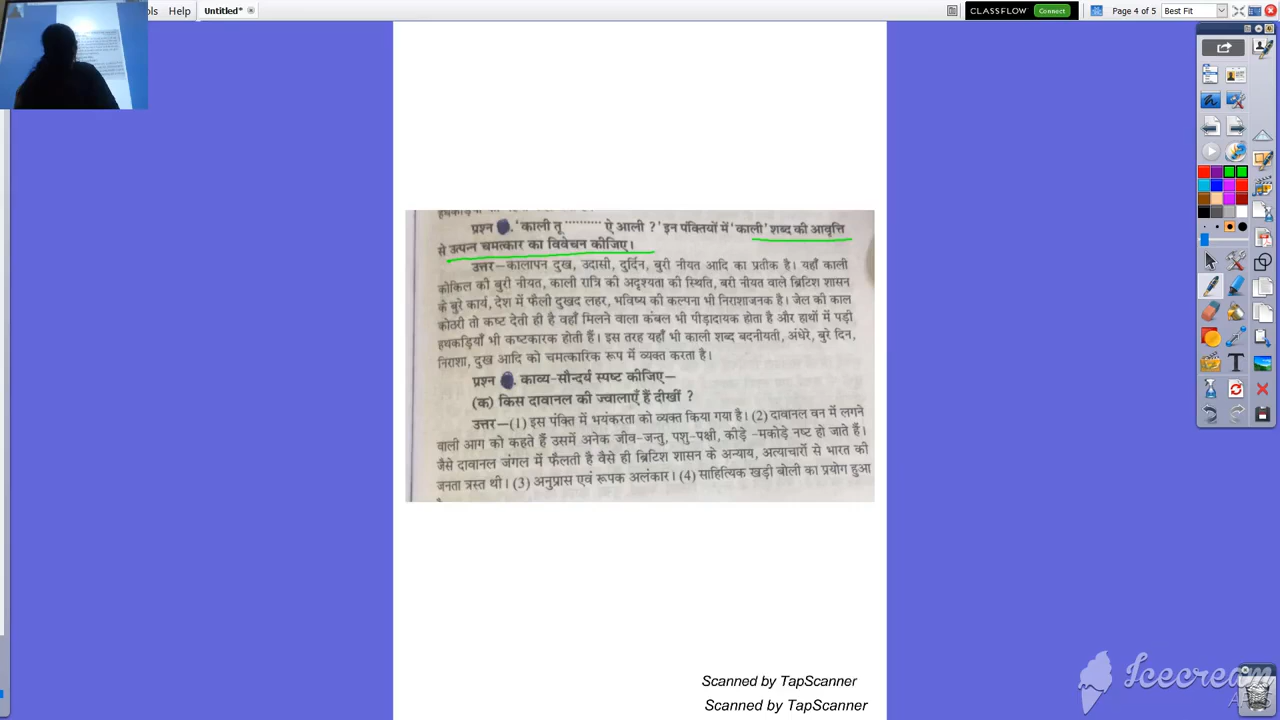 ols Help Untitled*
CLASSFLOW Connect
Page 4 of 5 Best Fit
हथकड़ियों
प्रश्न . 'काली तू ·········· ऐ आली ?' इन पंक्तियों में 'काली' शब्द की आवृत्ति
से उत्पन्न चमत्कार का विवेचन कीजिए।
उत्तर—कालापन दुख, उदासी, दुर्दिन, बुरी नीयत आदि का प्रतीक है। यहाँ काली
कोकिल की बुरी नीयत, काली रात्रि की अदृश्यता की स्थिति, बरी नीयत वाले ब्रिटिश शासन
के बुरे कार्य, देश में फैली दुखद लहर, भविष्य की कल्पना भी निराशाजनक है। जेल की काल
कोठरी तो कष्ट देती ही है वहाँ मिलने वाला कंबल भी पीड़ादायक होता है और हाथों में पड़ी
हथकड़ियाँ भी कष्टकारक होती हैं। इस तरह यहाँ भी काली शब्द बदनीयती, अंधेरे, बुरे दिन,
निराशा, दुख आदि को चमत्कारिक रूप में व्यक्त करता है।
प्रश्न . काव्य-सौन्दर्य स्पष्ट कीजिए—
(क) किस दावानल की ज्वालाएँ हैं दीखीं ?
उत्तर—(1) इस पंक्ति में भयंकरता को व्यक्त किया गया है। (2) दावानल वन में लगने
वाली आग को कहते हैं उसमें अनेक जीव-जन्तु, पशु-पक्षी, कीड़े -मकोड़े नष्ट हो जाते हैं।
जैसे दावानल जंगल में फैलती है वैसे ही ब्रिटिश शासन के अन्याय, अत्याचारों से भारत की
जनता त्रस्त थी। (3) अनुप्रास एवं रूपक अलंकार। (4) साहित्यिक खड़ी बोली का प्रयोग हुआ
Scanned by TapScanner
Scanned by TapScanner
Icecream
APPS